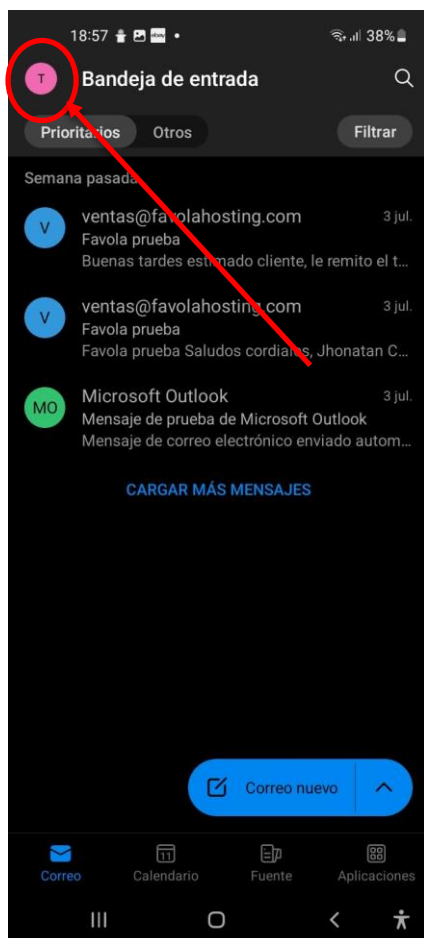 18:57 38%
T Bandeja de entrada
Prioritarios Otros Filtrar
Semana pasada
V ventas@favolahosting.com 3 jul.
Favola prueba
Buenas tardes estimado cliente, le remito el t...
V ventas@favolahosting.com 3 jul.
Favola prueba
Favola prueba Saludos cordiales, Jhonatan C...
MO Microsoft Outlook 3 jul.
Mensaje de prueba de Microsoft Outlook
Mensaje de correo electrónico enviado autom...
CARGAR MÁS MENSAJES
Correo nuevo
11
Correo Calendario Fuente Aplicaciones